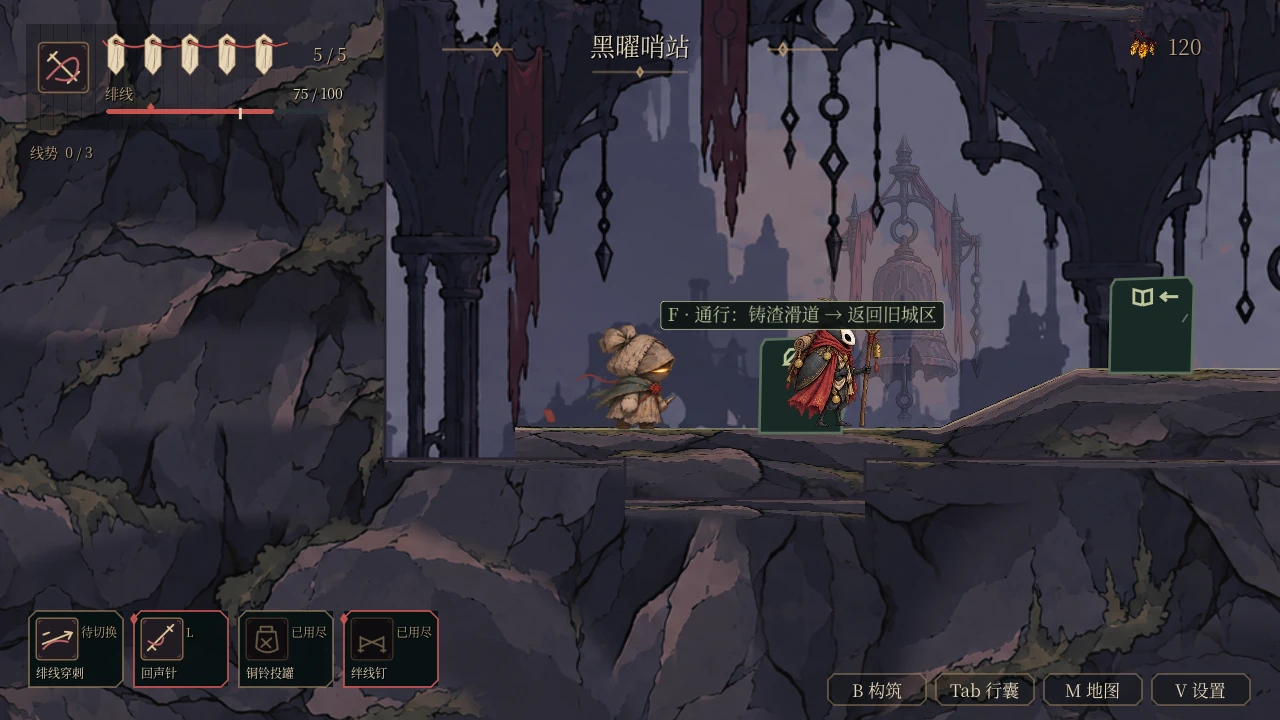 黑曜哨站
5 / 5
120
绯线
75 / 100
线势 0 / 3
F · 通行：铸渣滑道 → 返回旧城区
待切换
绯线穿刺
L
回声针
已用尽
铜铃投罐
已用尽
绊线钉
B 构筑
Tab 行囊
M 地图
V 设置